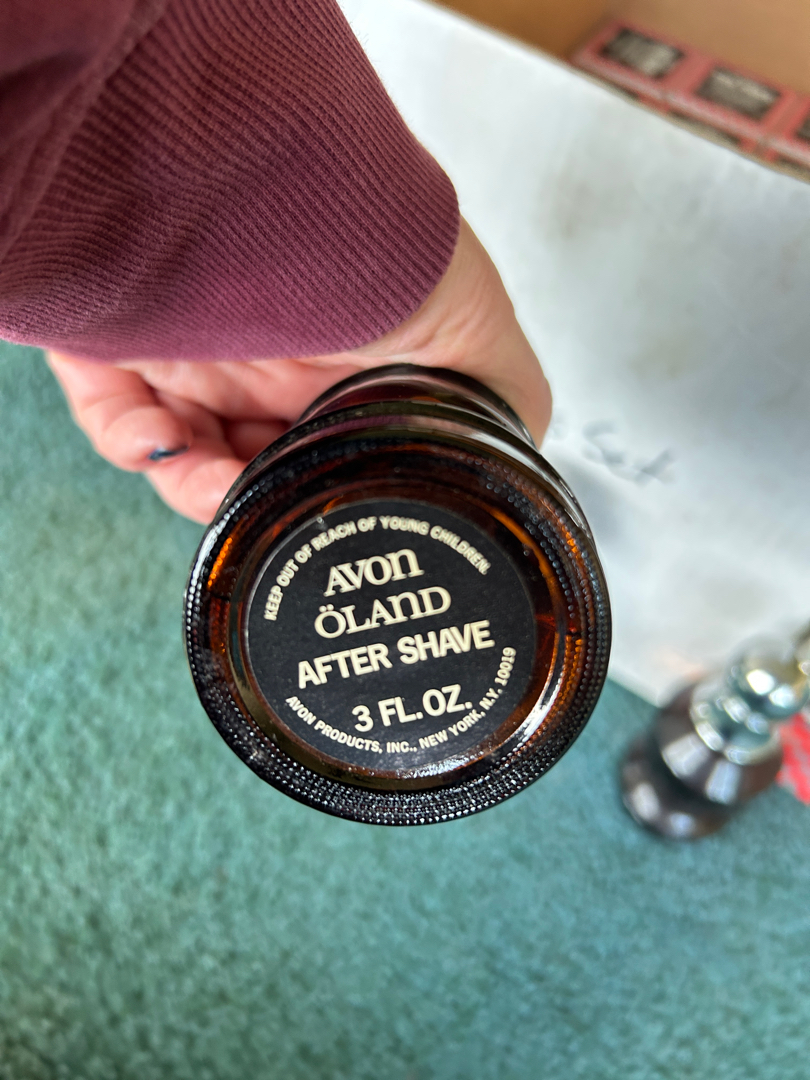 KEEP OUT OF REACH OF YOUNG CHILDREN.
AVON
ÖLAND
AFTER SHAVE
3 FL. OZ.
AVON PRODUCTS, INC., NEW YORK, N.Y. 10019
Set